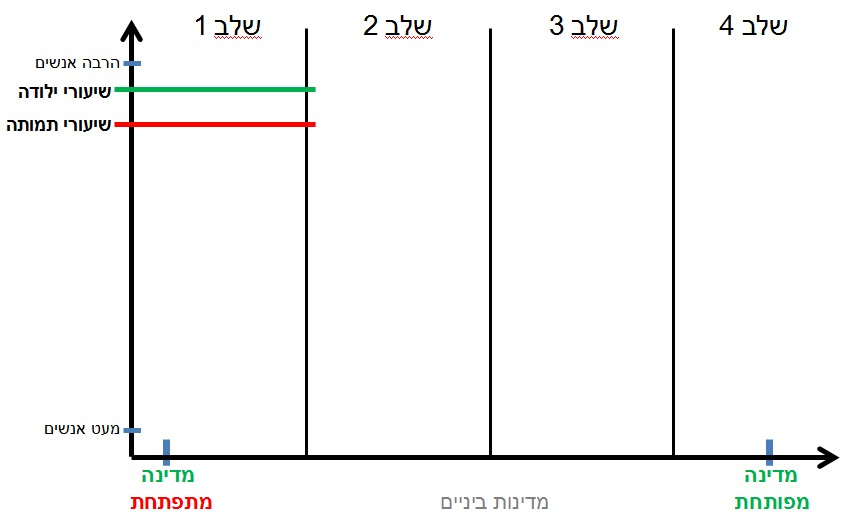 שלב 1
שלב 2
שלב 3
שלב 4
הרבה אנשים
שיעורי ילודה
שיעורי תמותה
מעט אנשים
מדינה
מתפתחת
מדינות ביניים
מדינה
מפותחת